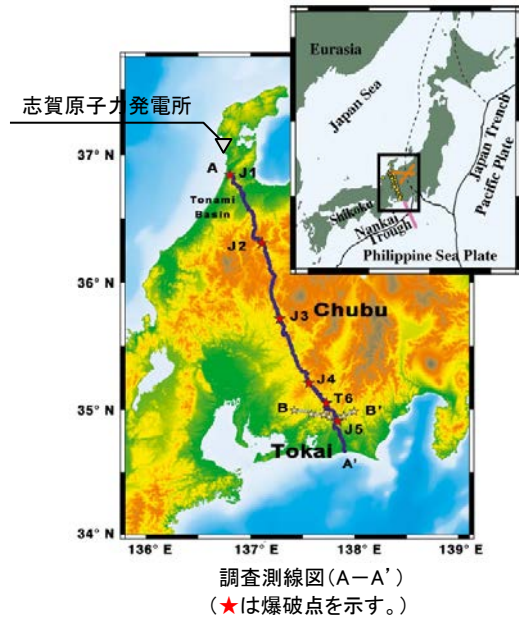 Eurasia
Japan Sea
Japan Trench
Pacific Plate
Shikoku
Nankai
Trough
Philippine Sea Plate
志賀原子力発電所
37° N
36° N
35° N
34° N
A
J1
Tonami
Basin
J2
J3
Chubu
J4
T6
B
B'
J5
Tokai
A'
136° E
137° E
138° E
139° E
調査測線図(A-A')
(★は爆破点を示す。)